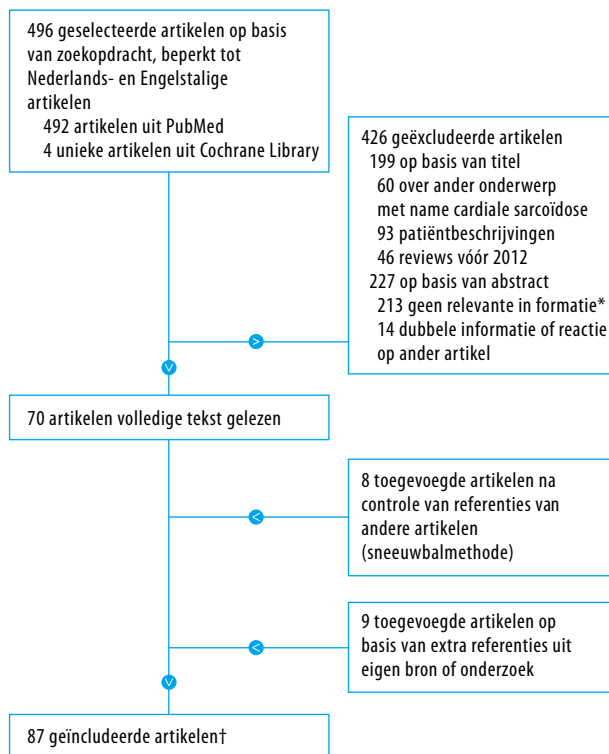 496 geselecteerde artikelen op basis
van zoekopdracht, beperkt tot
Nederlands- en Engelstalige
artikelen
492 artikelen uit PubMed
4 unieke artikelen uit Cochrane Library
426 geëxcludeerde artikelen
199 op basis van titel
60 over ander onderwerp
met name cardiale sarcoïdose
93 patiëntbeschrijvingen
46 reviews vóór 2012
227 op basis van abstract
213 geen relevante in formatie*
14 dubbele informatie of reactie
op ander artikel
70 artikelen volledige tekst gelezen
8 toegevoegde artikelen na
controle van referenties van
andere artikelen
(sneeuwbalmethode)
9 toegevoegde artikelen op
basis van extra referenties uit
eigen bron of onderzoek
87 geïncludeerde artikelen†